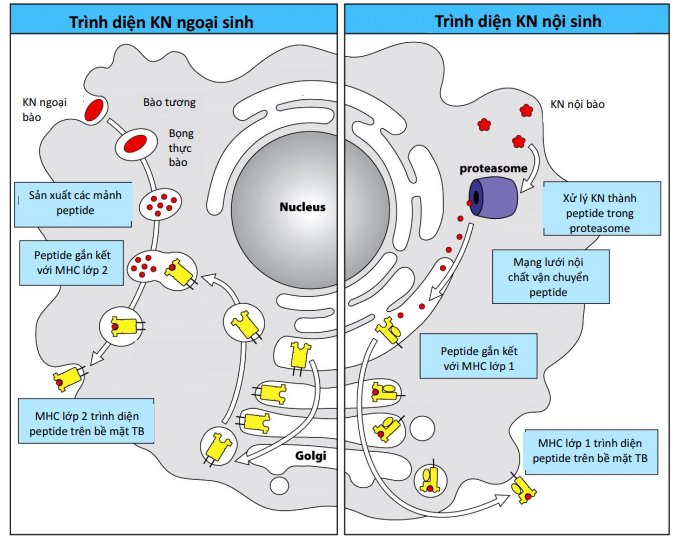 Trình diện KN ngoại sinh
KN ngoại
bào
Bào tương
Bọng
thực
bào
Sản xuất các mảnh
peptide
Peptide gắn kết
với MHC lớp 2
MHC lớp 2 trình diện
peptide trên bề mặt TB
Nucleus
Golgi
Trình diện KN nội sinh
KN nội bào
proteasome
Xử lý KN thành
peptide trong
proteasome
Mạng lưới nội
chất vận chuyển
peptide
Peptide gắn kết
với MHC lớp 1
MHC lớp 1 trình diện
peptide trên bề mặt TB